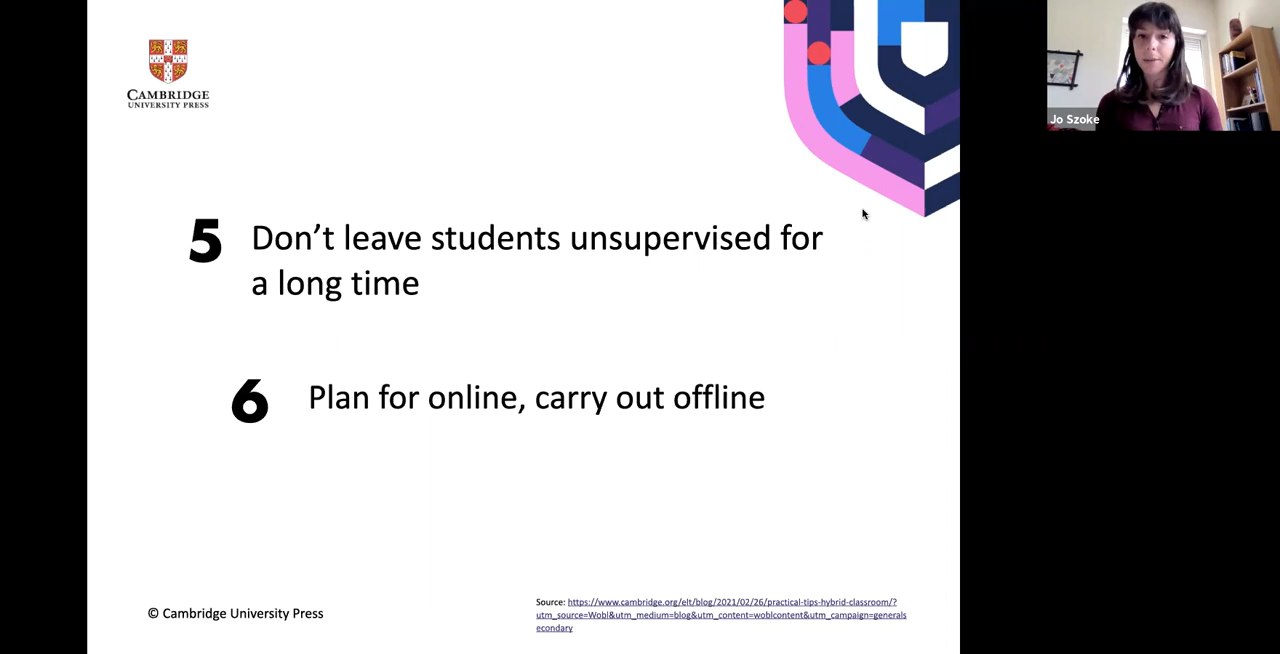 CAMBRIDGE
UNIVERSITY PRESS
Jo Szoke
5 Don’t leave students unsupervised for
a long time
6 Plan for online, carry out offline
© Cambridge University Press
Source: https://www.cambridge.org/elt/blog/2021/02/26/practical-tips-hybrid-classroom/?
utm_source=Wobl&utm_medium=blog&utm_content=woblcontent&utm_campaign=generals
econdary